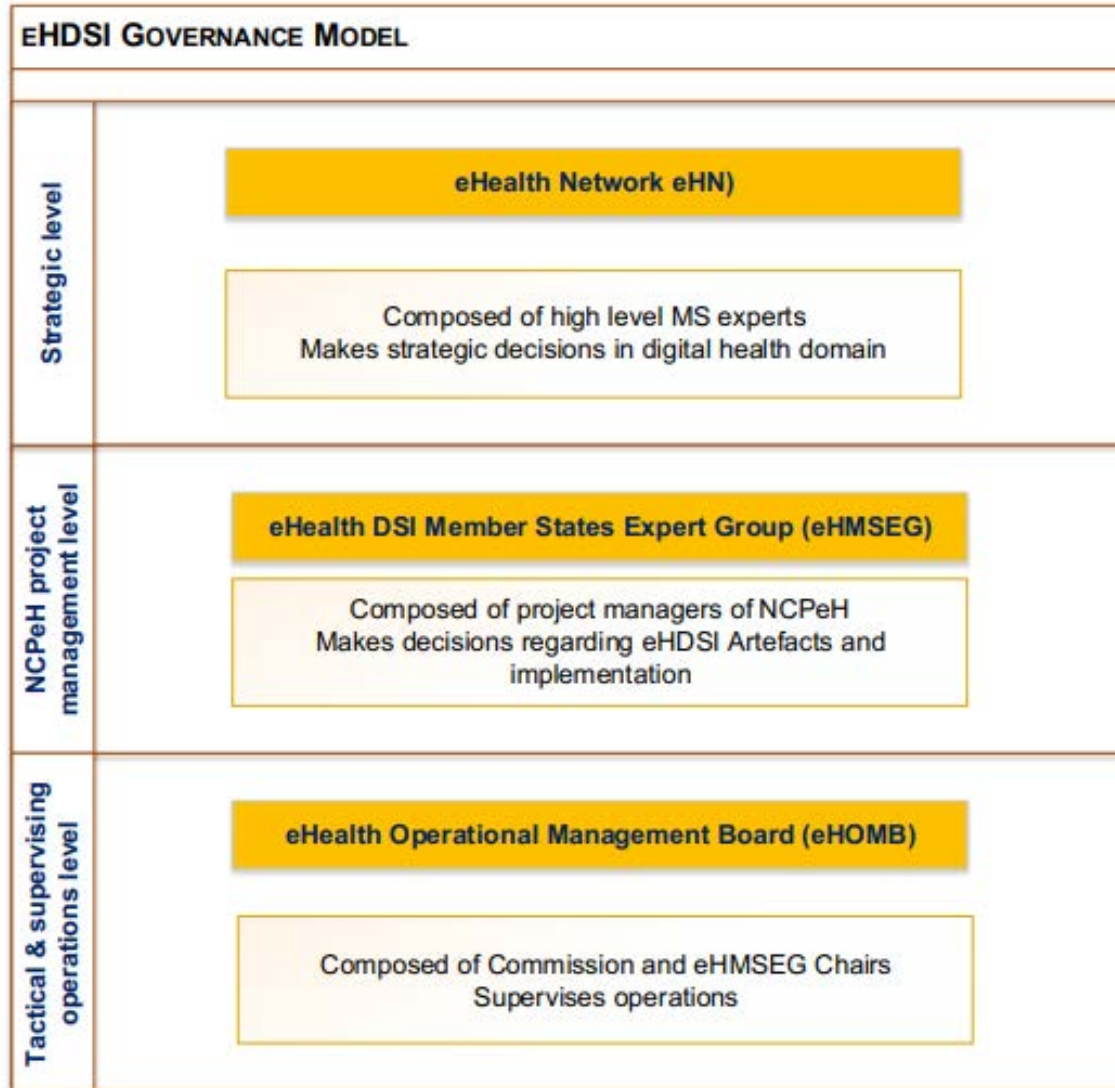 EHDSI GOVERNANCE MODEL
Strategic level
eHealth Network eHN)
Composed of high level MS experts
Makes strategic decisions in digital health domain
NCPeH project
management level
eHealth DSI Member States Expert Group (eHMSEG)
Composed of project managers of NCPeH
Makes decisions regarding eHDSI Artefacts and
implementation
Tactical & supervising
operations level
eHealth Operational Management Board (eHOMB)
Composed of Commission and eHMSEG Chairs
Supervises operations